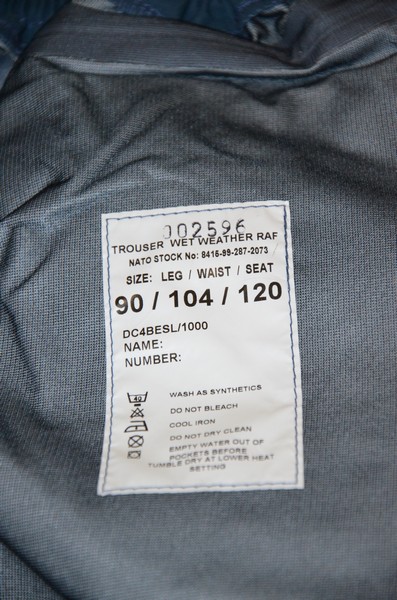 002596
TROUSER WET WEATHER RAF
NATO STOCK No: 8416-99-287-2073
SIZE: LEG / WAIST / SEAT
90 / 104 / 120
DC4BESL/1000
NAME:
NUMBER:
40
WASH AS SYNTHETICS
DO NOT BLEACH
COOL IRON
DO NOT DRY CLEAN
EMPTY WATER OUT OF
POCKETS BEFORE
TUMBLE DRY AT LOWER HEAT
SETTING